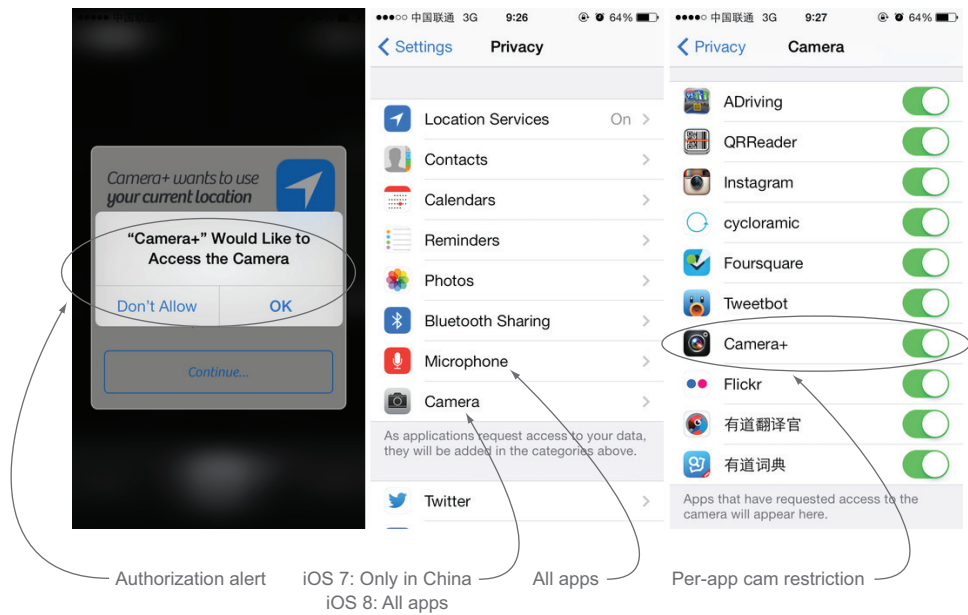 中国联通
Camera+ wants to use
your current location
“Camera+” Would Like to
Access the Camera
Don't Allow
OK
Continue...
中国联通 3G 9:26 64%
Settings Privacy
Location Services On
Contacts
Calendars
Reminders
Photos
Bluetooth Sharing
Microphone
Camera
As applications request access to your data,
they will be added in the categories above.
Twitter
中国联通 3G 9:27 64%
Privacy Camera
ADriving
QRReader
Instagram
cycloramic
Foursquare
Tweetbot
Camera+
Flickr
有道翻译官
有道词典
Apps that have requested access to the
camera will appear here.
Authorization alert
iOS 7: Only in China
iOS 8: All apps
All apps
Per-app cam restriction